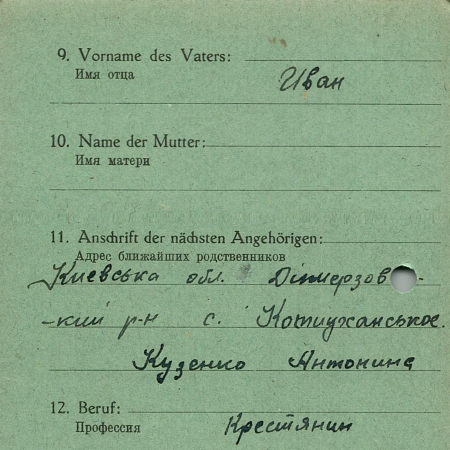 9. Vorname des Vaters:
Имя отца
Иван
10. Name der Mutter:
Имя матери
11. Anschrift der nächsten Angehörigen:
Адрес ближайших родственников
Киевська обл.
-кий р-н с. Котиужанськое.
Кузенко Антонина
12. Beruf:
Профессия
Крестянин